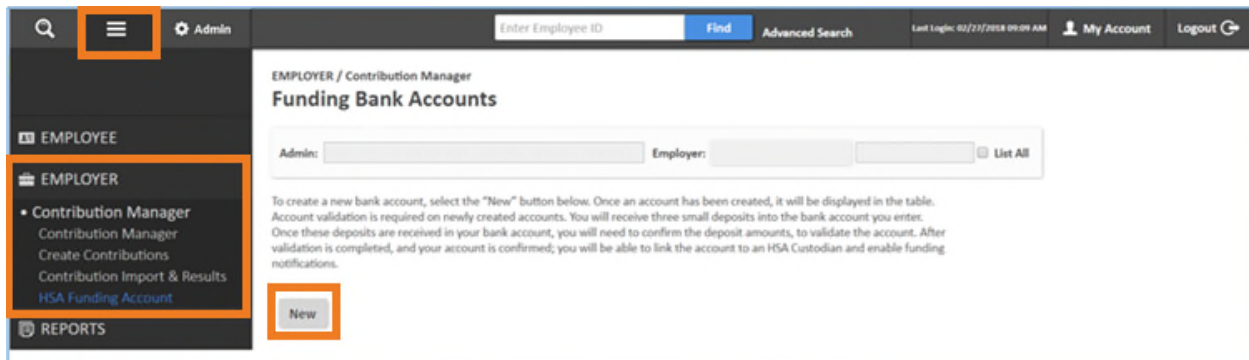 Admin
Enter Employee ID
Find
Advanced Search
Last Login: 02/27/2018 09:09 AM
My Account
Logout
EMPLOYEE
EMPLOYER
• Contribution Manager
Contribution Manager
Create Contributions
Contribution Import & Results
HSA Funding Account
REPORTS
EMPLOYER / Contribution Manager
Funding Bank Accounts
Admin:
Employer:
List All
To create a new bank account, select the "New" button below. Once an account has been created, it will be displayed in the table.
Account validation is required on newly created accounts. You will receive three small deposits into the bank account you enter.
Once these deposits are received in your bank account, you will need to confirm the deposit amounts, to validate the account. After
validation is completed, and your account is confirmed; you will be able to link the account to an HSA Custodian and enable funding
notifications.
New